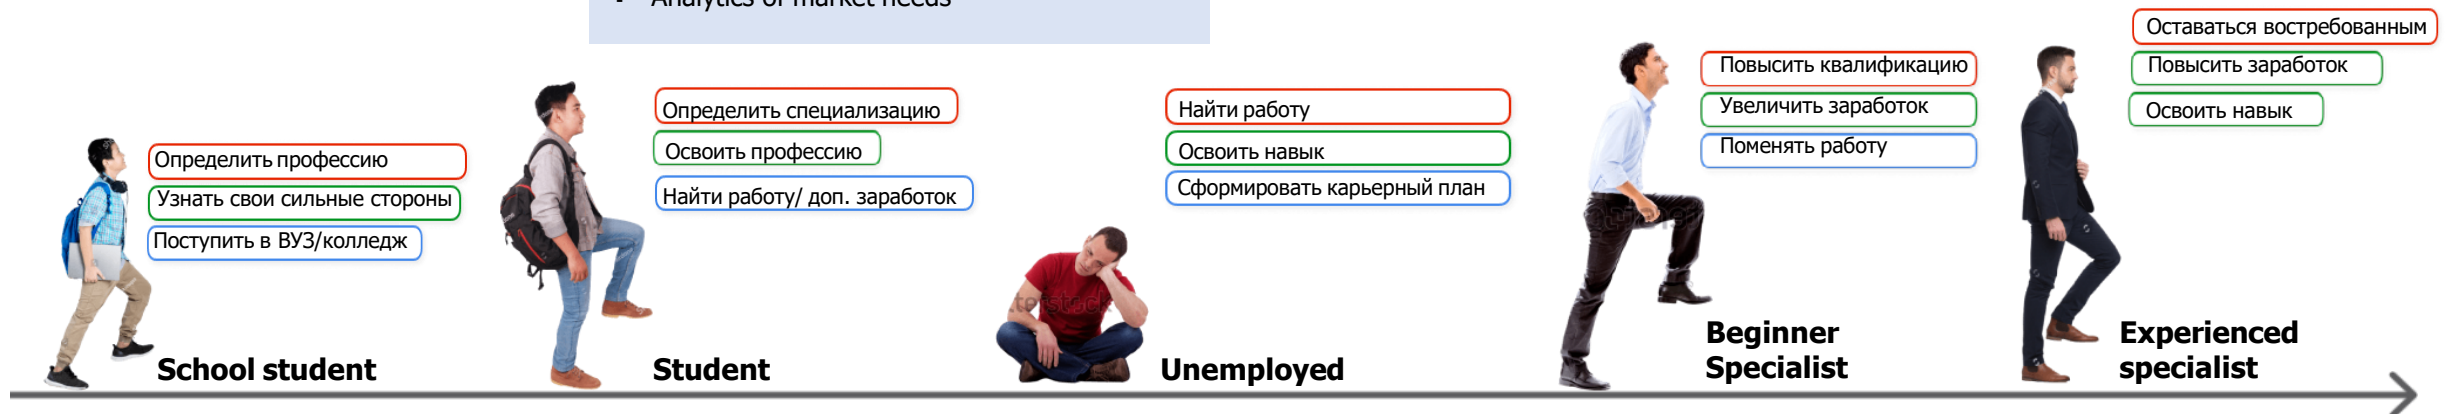 - Analytics of market needs
Определить профессию
Узнать свои сильные стороны
Поступить в ВУЗ/колледж
School student
Определить специализацию
Освоить профессию
Найти работу/ доп. заработок
Student
Найти работу
Освоить навык
Сформировать карьерный план
Unemployed
Повысить квалификацию
Увеличить заработок
Поменять работу
Beginner
Specialist
Оставаться востребованным
Повысить заработок
Освоить навык
Experienced
specialist